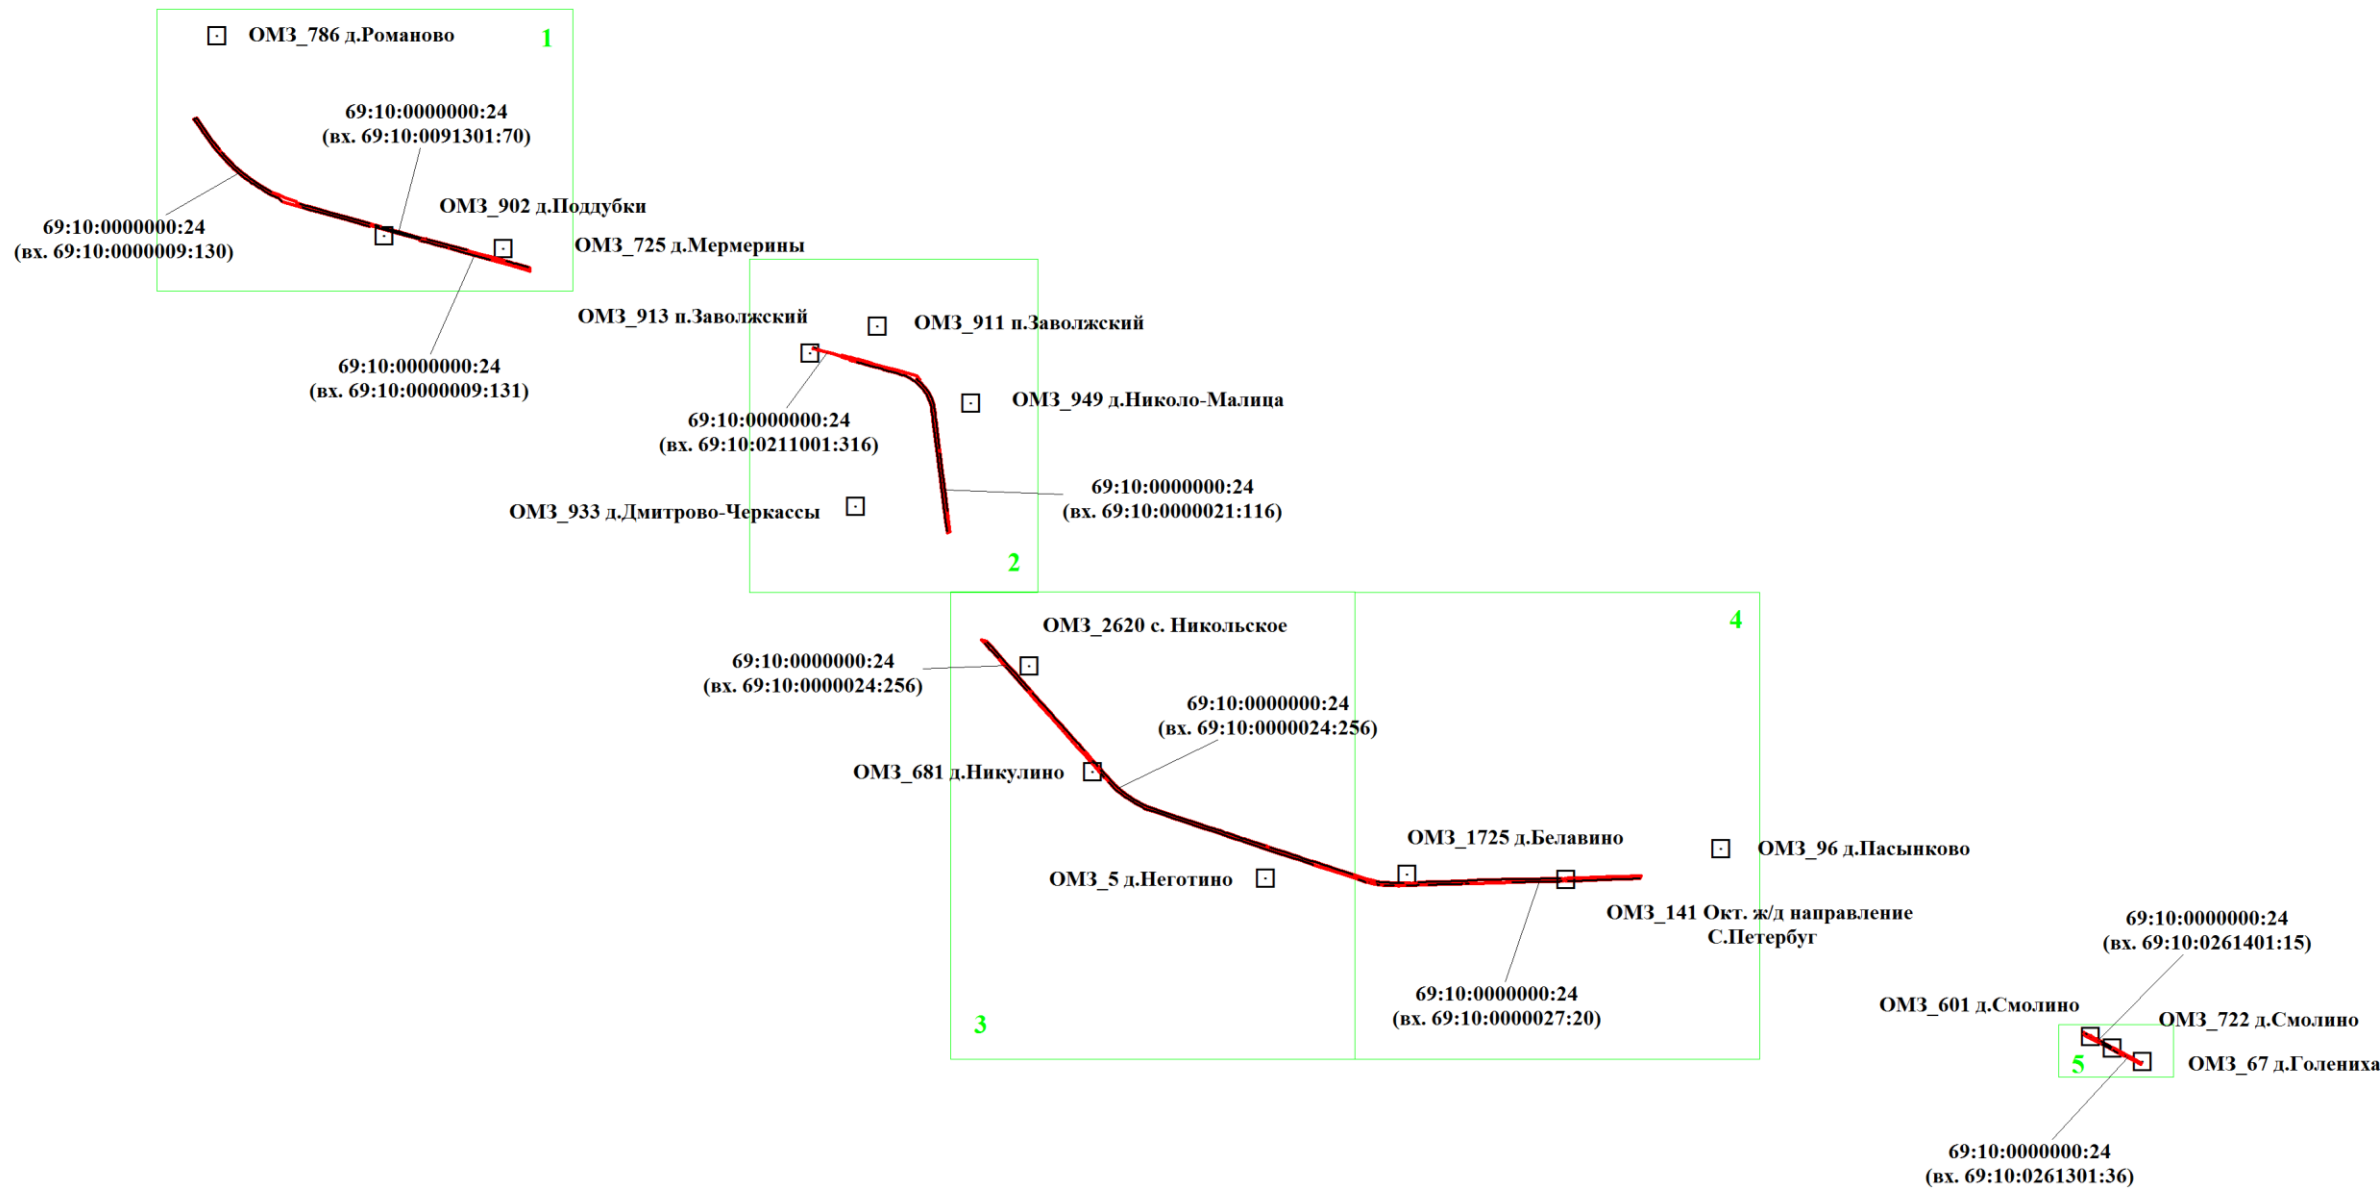 ОМЗ_786 д.Романово
1
69:10:0000000:24
(вх. 69:10:0091301:70)
ОМЗ_902 д.Поддубки
69:10:0000000:24
(вх. 69:10:0000009:130)
ОМЗ_725 д.Мермерины
69:10:0000000:24
(вх. 69:10:0000009:131)
ОМЗ_913 п.Заволжский
ОМЗ_911 п.Заволжский
ОМЗ_949 д.Николо-Малица
69:10:0000000:24
(вх. 69:10:0211001:316)
69:10:0000000:24
(вх. 69:10:0000021:116)
ОМЗ_933 д.Дмитрово-Черкассы
2
ОМЗ_2620 с. Никольское
4
69:10:0000000:24
(вх. 69:10:0000024:256)
69:10:0000000:24
(вх. 69:10:0000024:256)
ОМЗ_681 д.Никулино
ОМЗ_1725 д.Белавино
ОМЗ_96 д.Пасынково
ОМЗ_5 д.Неготино
ОМЗ_141 Окт. ж/д направление
С.Петербуг
69:10:0000000:24
(вх. 69:10:0000027:20)
3
69:10:0000000:24
(вх. 69:10:0261401:15)
ОМЗ_601 д.Смолино
ОМЗ_722 д.Смолино
5
ОМЗ_67 д.Голениха
69:10:0000000:24
(вх. 69:10:0261301:36)